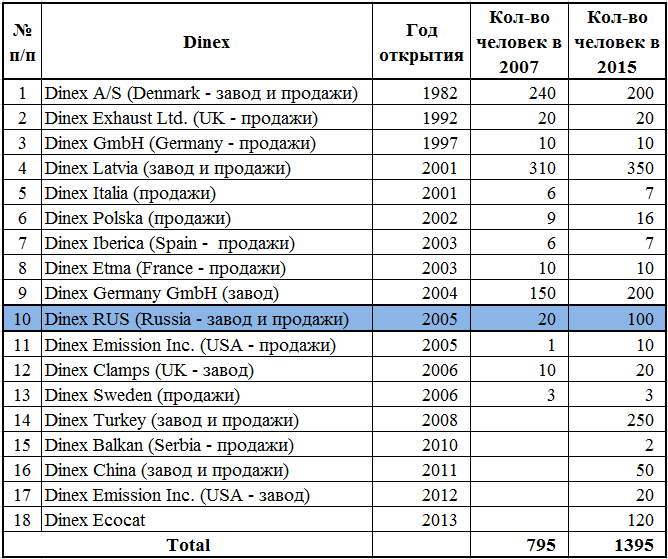 № п/п Dinex Год открытия Кол-во человек в 2007 Кол-во человек в 2015
1 Dinex A/S (Denmark - завод и продажи) 1982 240 200
2 Dinex Exhaust Ltd. (UK - продажи) 1992 20 20
3 Dinex GmbH (Germany - продажи) 1997 10 10
4 Dinex Latvia (завод и продажи) 2001 310 350
5 Dinex Italia (продажи) 2001 6 7
6 Dinex Polska (продажи) 2002 9 16
7 Dinex Iberica (Spain - продажи) 2003 6 7
8 Dinex Etma (France - продажи) 2003 10 10
9 Dinex Germany GmbH (завод) 2004 150 200
10 Dinex RUS (Russia - завод и продажи) 2005 20 100
11 Dinex Emission Inc. (USA - продажи) 2005 1 10
12 Dinex Clamps (UK - завод) 2006 10 20
13 Dinex Sweden (продажи) 2006 3 3
14 Dinex Turkey (завод и продажи) 2008 250
15 Dinex Balkan (Serbia - продажи) 2010 2
16 Dinex China (завод и продажи) 2011 50
17 Dinex Emission Inc. (USA - завод) 2012 20
18 Dinex Ecocat 2013 120
Total 795 1395